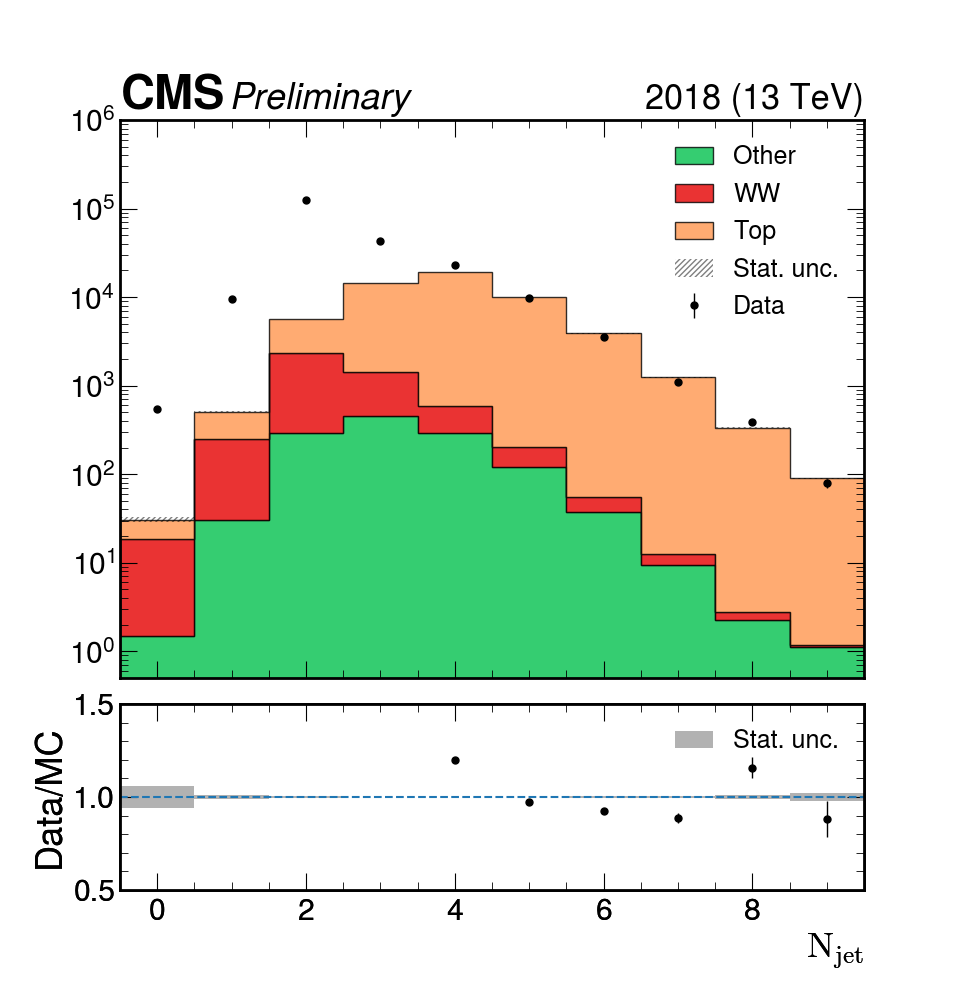 CMS Preliminary 2018 (13 TeV)
10^6
10^5
10^4
10^3
10^2
10^1
10^0
Other
WW
Top
Stat. unc.
Data
1.5
1.0
0.5
Data/MC
Stat. unc.
0 2 4 6 8
N_jet